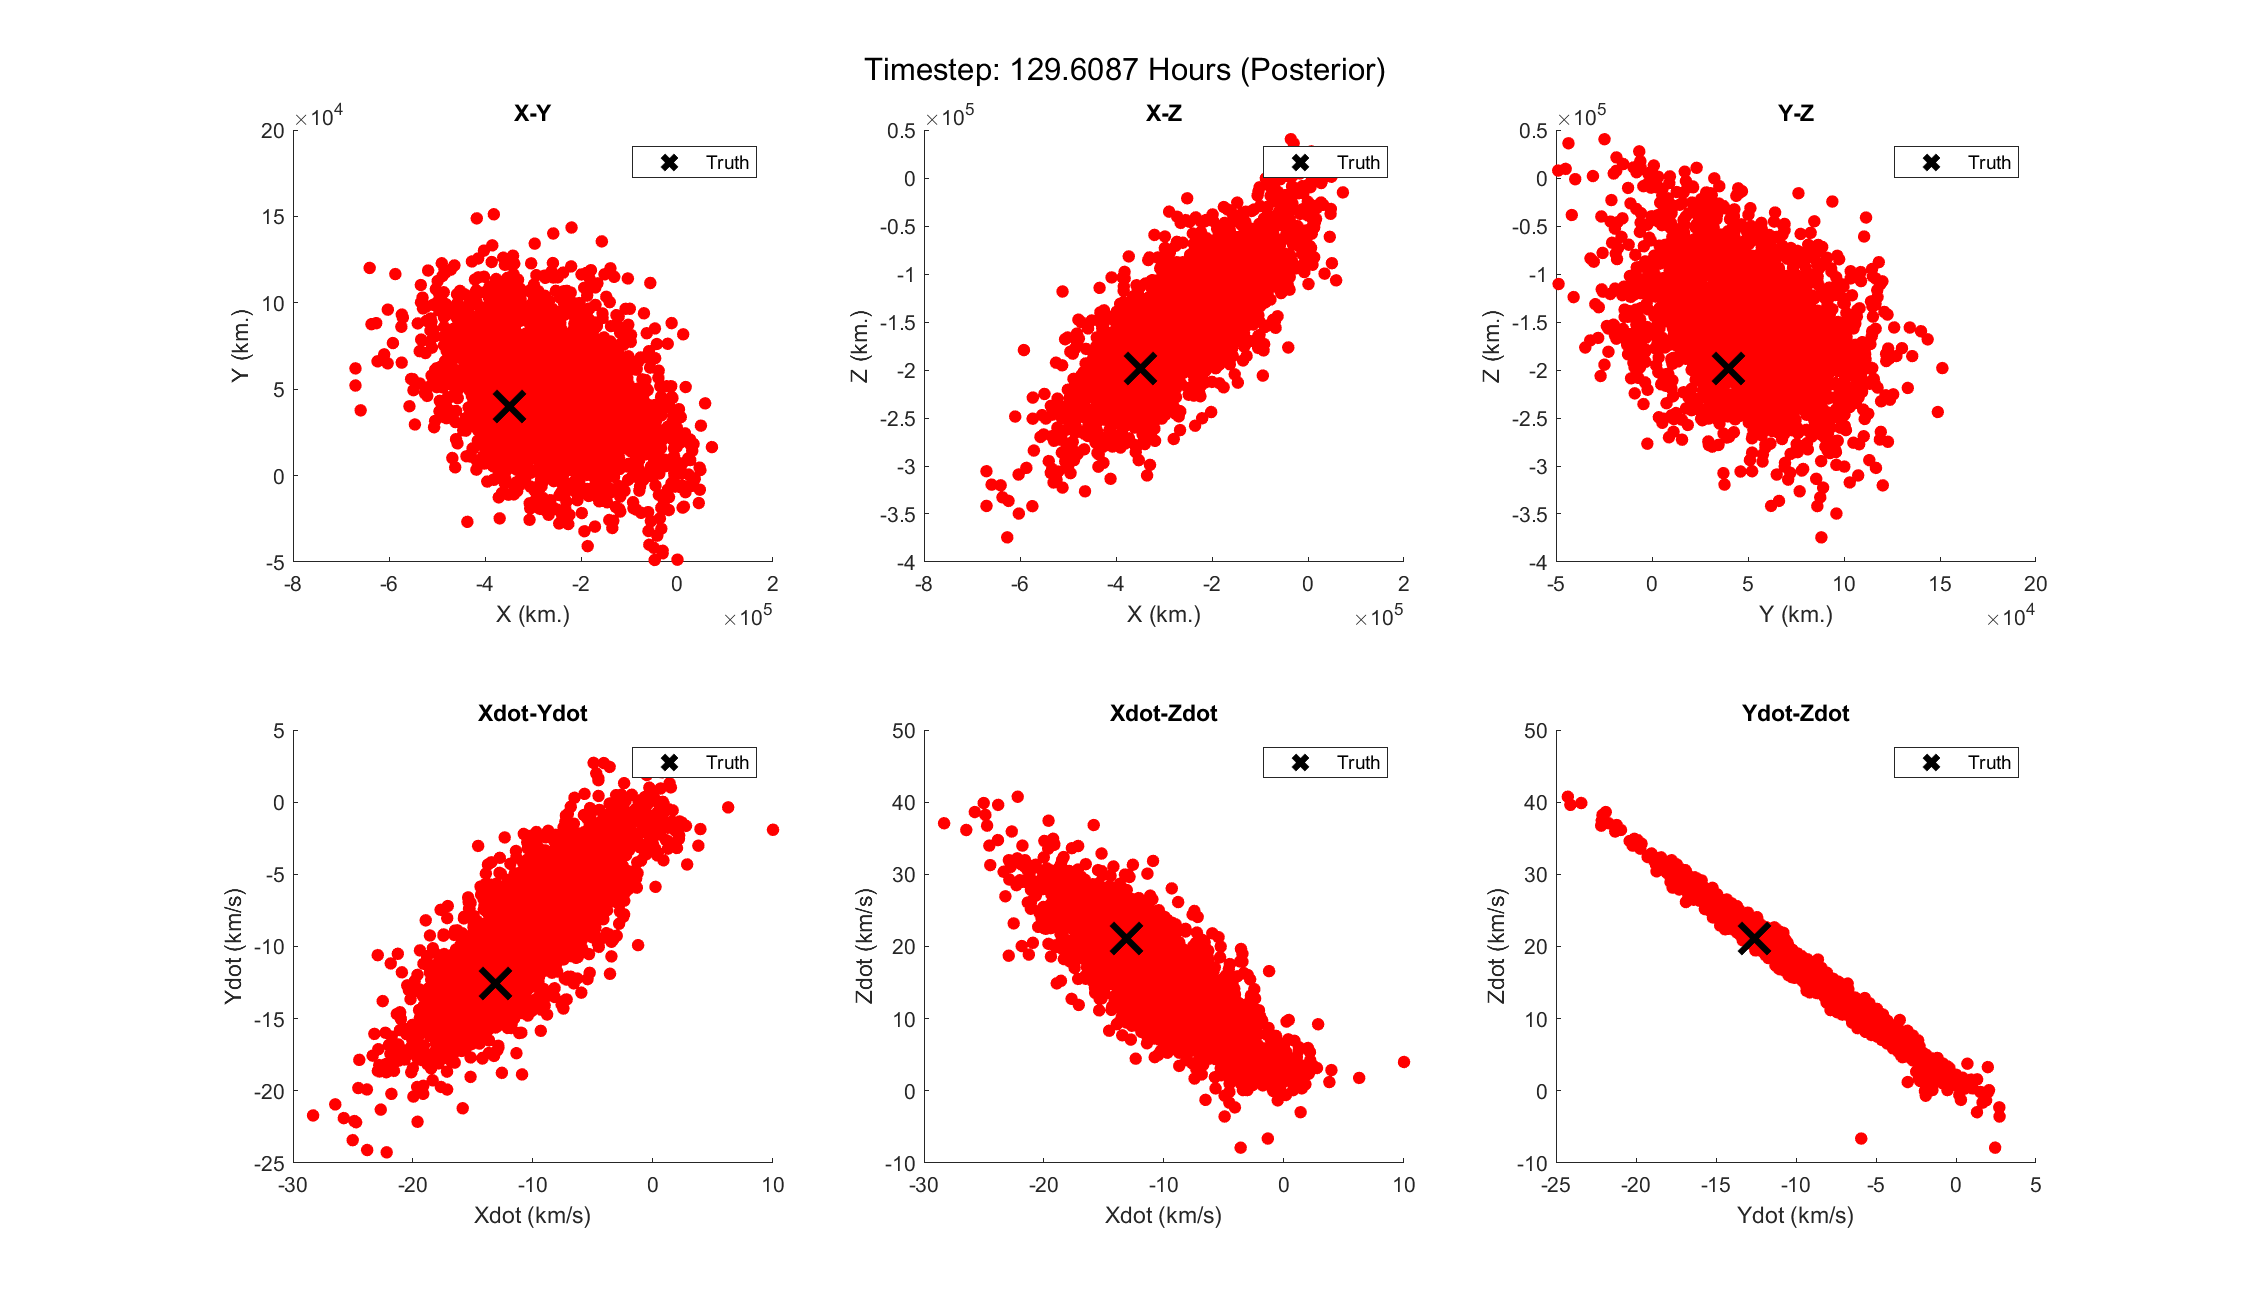 Timestep: 129.6087 Hours (Posterior)
X-Y
×10^4
20
15
10
5
0
-5
-8 -6 -4 -2 0 2
×10^5
X (km.)
Y (km.)
Truth
X-Z
×10^5
0.5
0
-0.5
-1
-1.5
-2
-2.5
-3
-3.5
-4
-8 -6 -4 -2 0 2
×10^5
X (km.)
Z (km.)
Truth
Y-Z
×10^5
0.5
0
-0.5
-1
-1.5
-2
-2.5
-3
-3.5
-4
-5 0 5 10 15 20
×10^4
Y (km.)
Z (km.)
Truth
Xdot-Ydot
5
0
-5
-10
-15
-20
-25
-30 -20 -10 0 10
Xdot (km/s)
Ydot (km/s)
Truth
Xdot-Zdot
50
40
30
20
10
0
-10
-30 -20 -10 0 10
Xdot (km/s)
Zdot (km/s)
Truth
Ydot-Zdot
50
40
30
20
10
0
-10
-25 -20 -15 -10 -5 0 5
Ydot (km/s)
Zdot (km/s)
Truth